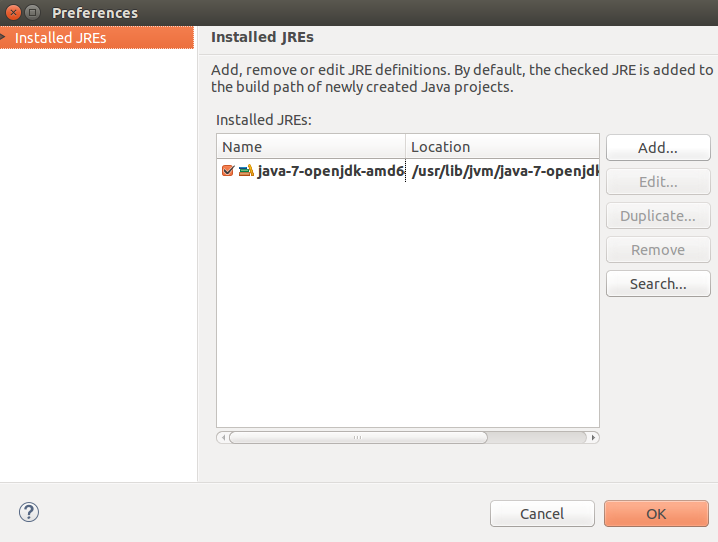 Preferences
Installed JREs
Installed JREs
Add, remove or edit JRE definitions. By default, the checked JRE is added to
the build path of newly created Java projects.
Installed JREs:
Name Location
java-7-openjdk-amd6 /usr/lib/jvm/java-7-openjdk
Add...
Edit...
Duplicate...
Remove
Search...
?
Cancel OK